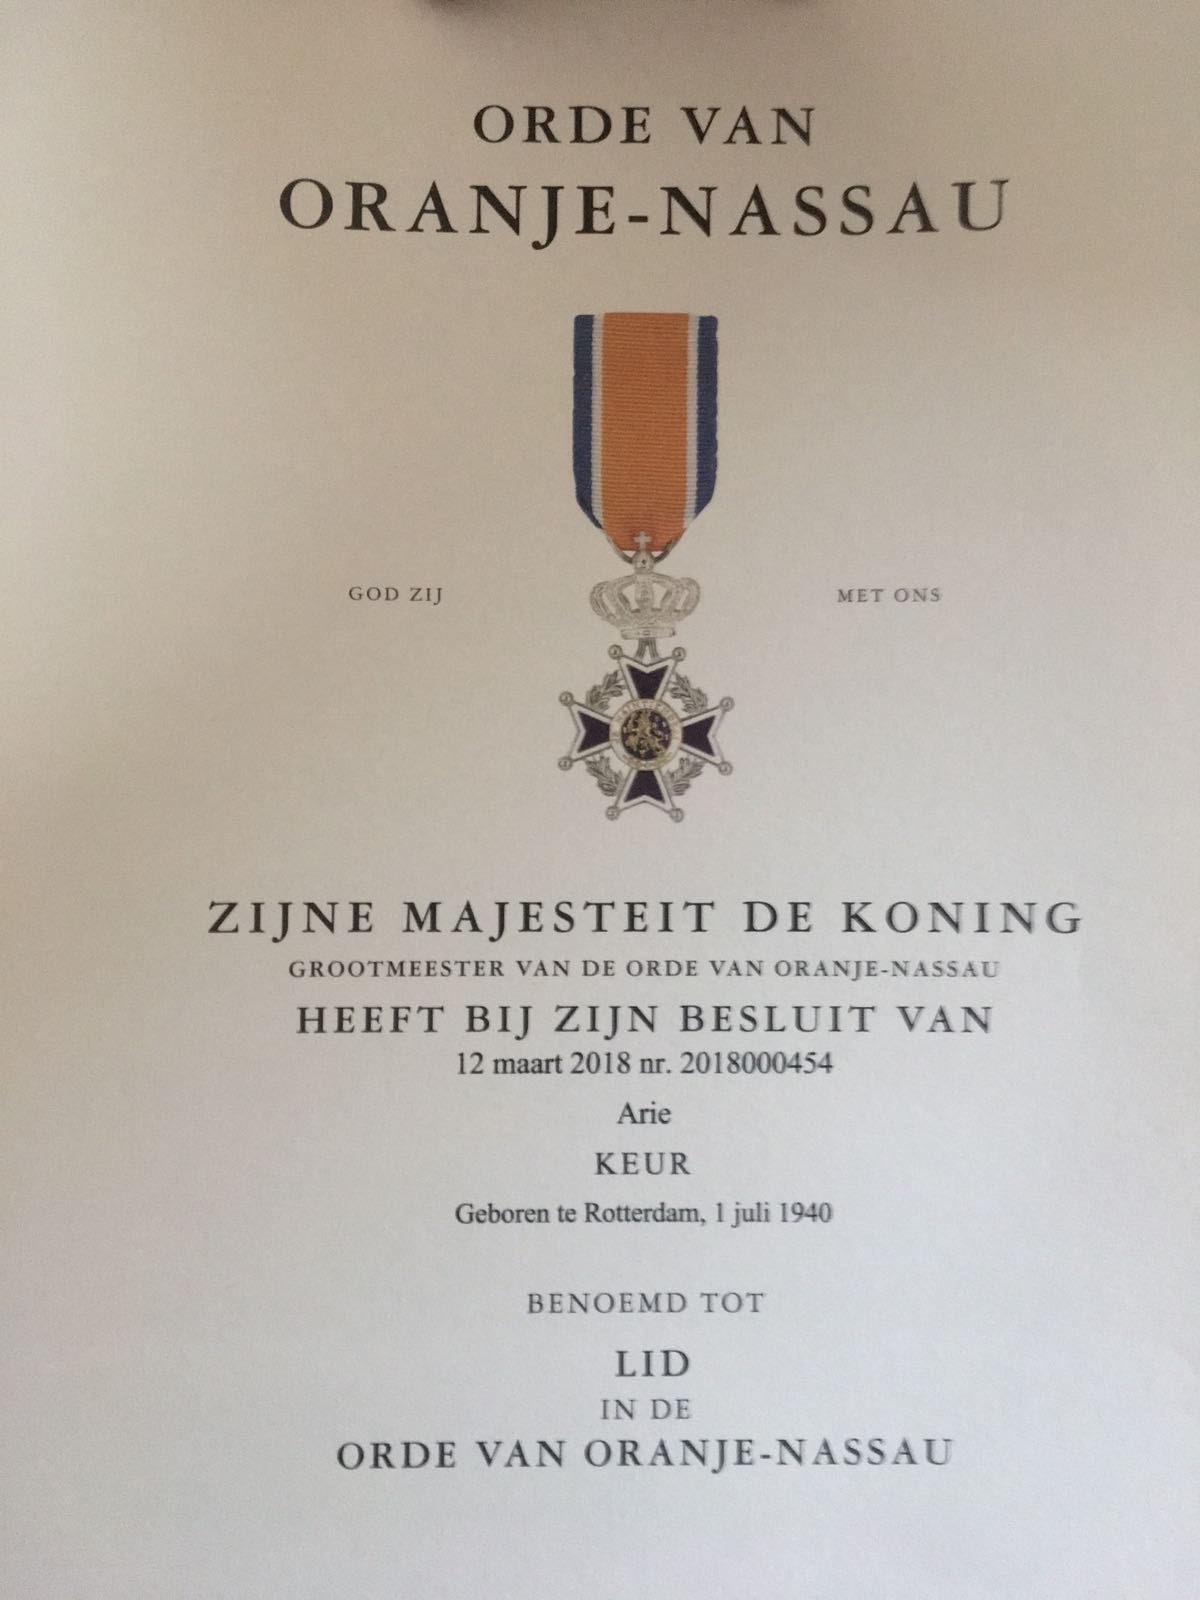 ORDE VAN
ORANJE-NASSAU
GOD ZIJ MET ONS
ZIJNE MAJESTEIT DE KONING
GROOTMEESTER VAN DE ORDE VAN ORANJE-NASSAU
HEEFT BIJ ZIJN BESLUIT VAN
12 maart 2018 nr. 2018000454
Arie
KEUR
Geboren te Rotterdam, 1 juli 1940
BENOEMD TOT
LID
IN DE
ORDE VAN ORANJE-NASSAU